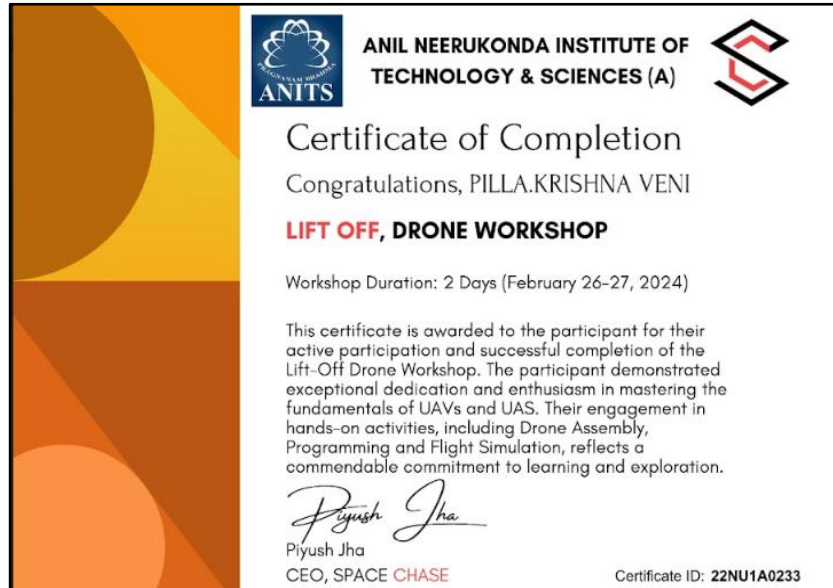 PRAGNANAM BRAHMA
ANITS
ANIL NEERUKONDA INSTITUTE OF
TECHNOLOGY & SCIENCES (A)
Certificate of Completion
Congratulations, PILLA.KRISHNA VENI
LIFT OFF, DRONE WORKSHOP
Workshop Duration: 2 Days (February 26-27, 2024)
This certificate is awarded to the participant for their
active participation and successful completion of the
Lift-Off Drone Workshop. The participant demonstrated
exceptional dedication and enthusiasm in mastering the
fundamentals of UAVs and UAS. Their engagement in
hands-on activities, including Drone Assembly,
Programming and Flight Simulation, reflects a
commendable commitment to learning and exploration.
Piyush Jha
Piyush Jha
CEO, SPACE CHASE
Certificate ID: 22NU1A0233